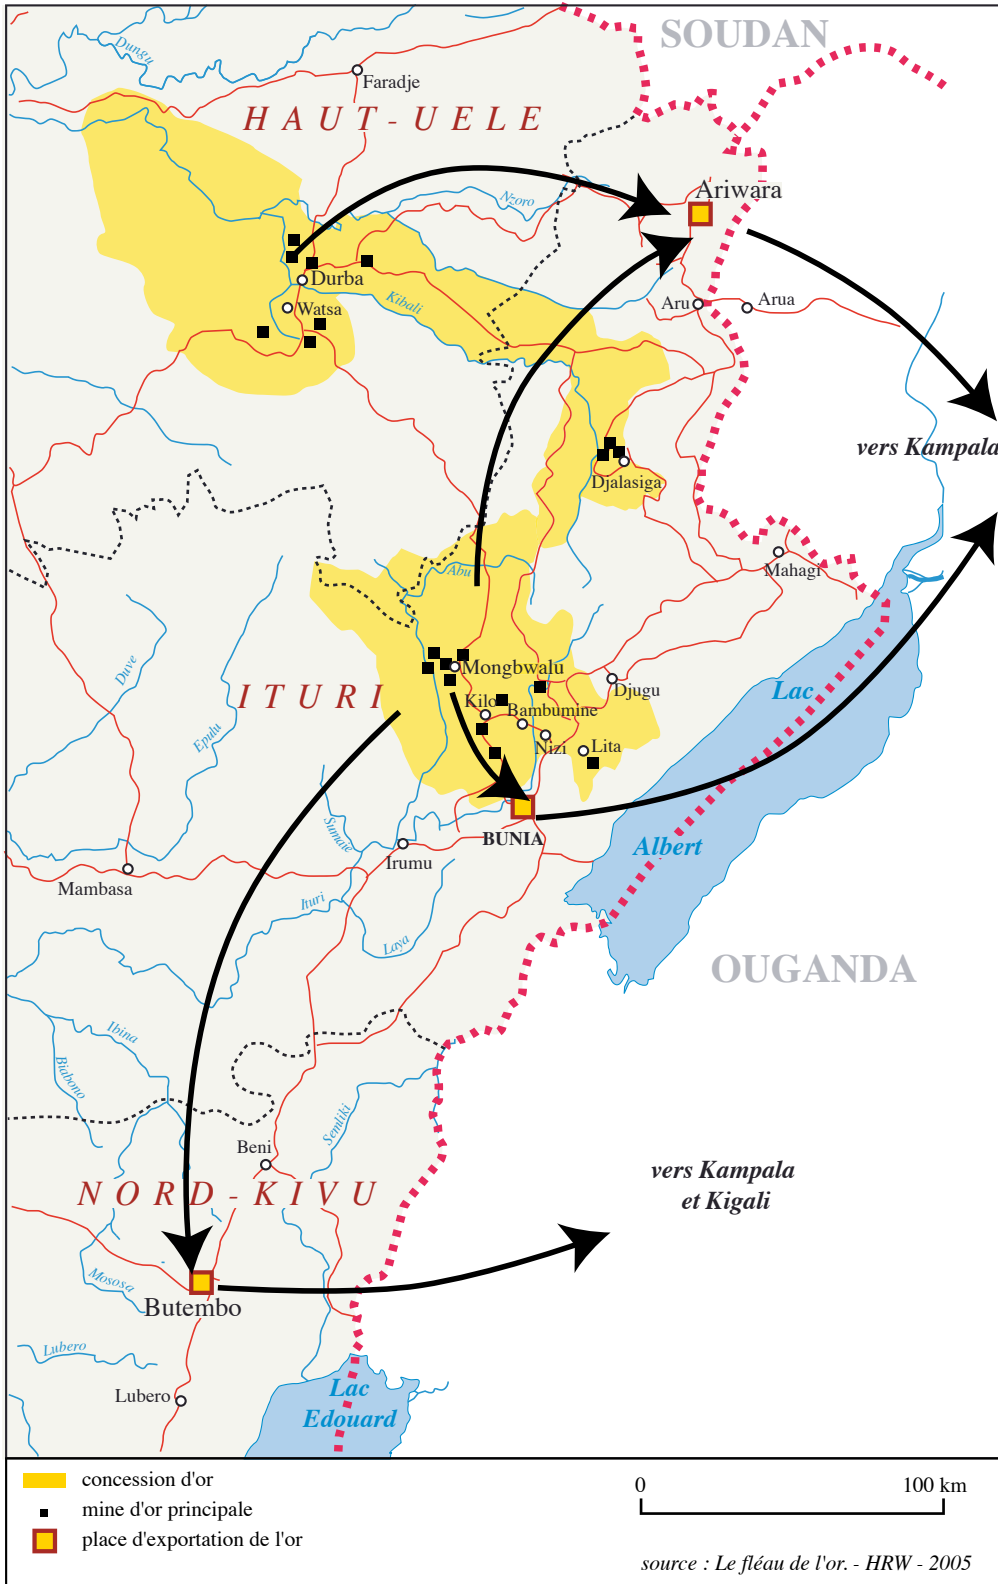 SOUDAN
Dungu
Faradje
HAUT-UELE
Ariwara
Nzoro
Durba
Kibali
Watsa
Aru
Arua
vers Kampala
Djalasiga
Abu
Mahagi
Mongbwalu
Duve
ITURI
Djugu
Lac
Kilo
Bambumine
Epulu
Nizi
Lita
Sumaie
BUNIA
Albert
Irumu
Mambasa
Ituri
Laya
OUGANDA
Ibina
Biabono
Semliki
Beni
vers Kampala
et Kigali
NORD-KIVU
Mososa
Butembo
Lubero
Lac
Edouard
Lubero
concession d'or
mine d'or principale
place d'exportation de l'or
0 100 km
source : Le fléau de l'or. - HRW - 2005